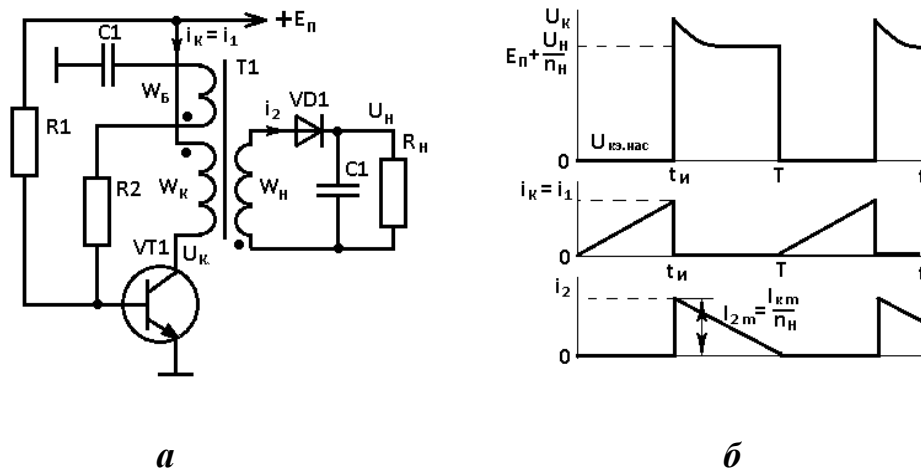 +Eп
C1
iк = i1
T1
WБ
VD1
i2
Uн
R1
Rн
R2
Wк
Wн
C1
VT1
Uк
а
Uк
Eп+Uн/nн
Uкэ.нас
0
tи
T
t
iк = i1
0
tи
T
t
i2
I2m=Iкm/nн
0
б